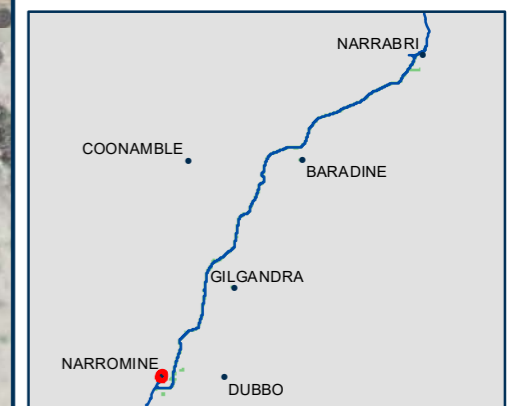 NARRABRI
COONAMBLE
BARADINE
GILGANDRA
NARROMINE
DUBBO